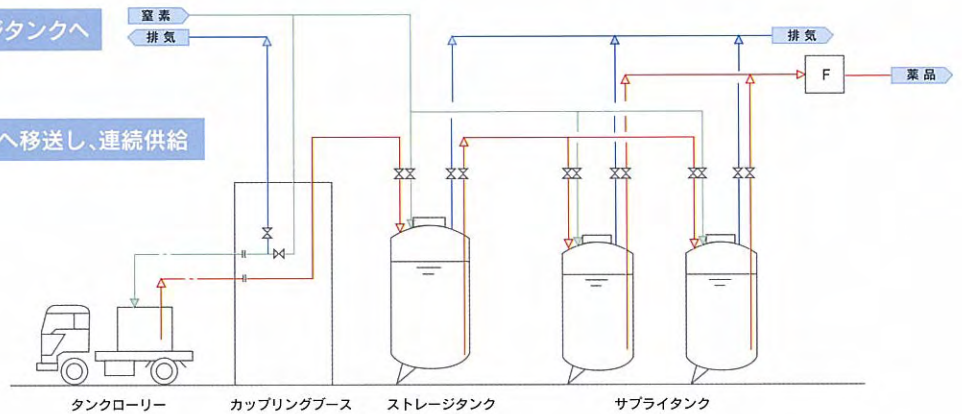 タンクへ
窒素
排気
排気
F
薬品
へ移送し、連続供給
タンクローリー
カップリングブース
ストレージタンク
サプライタンク